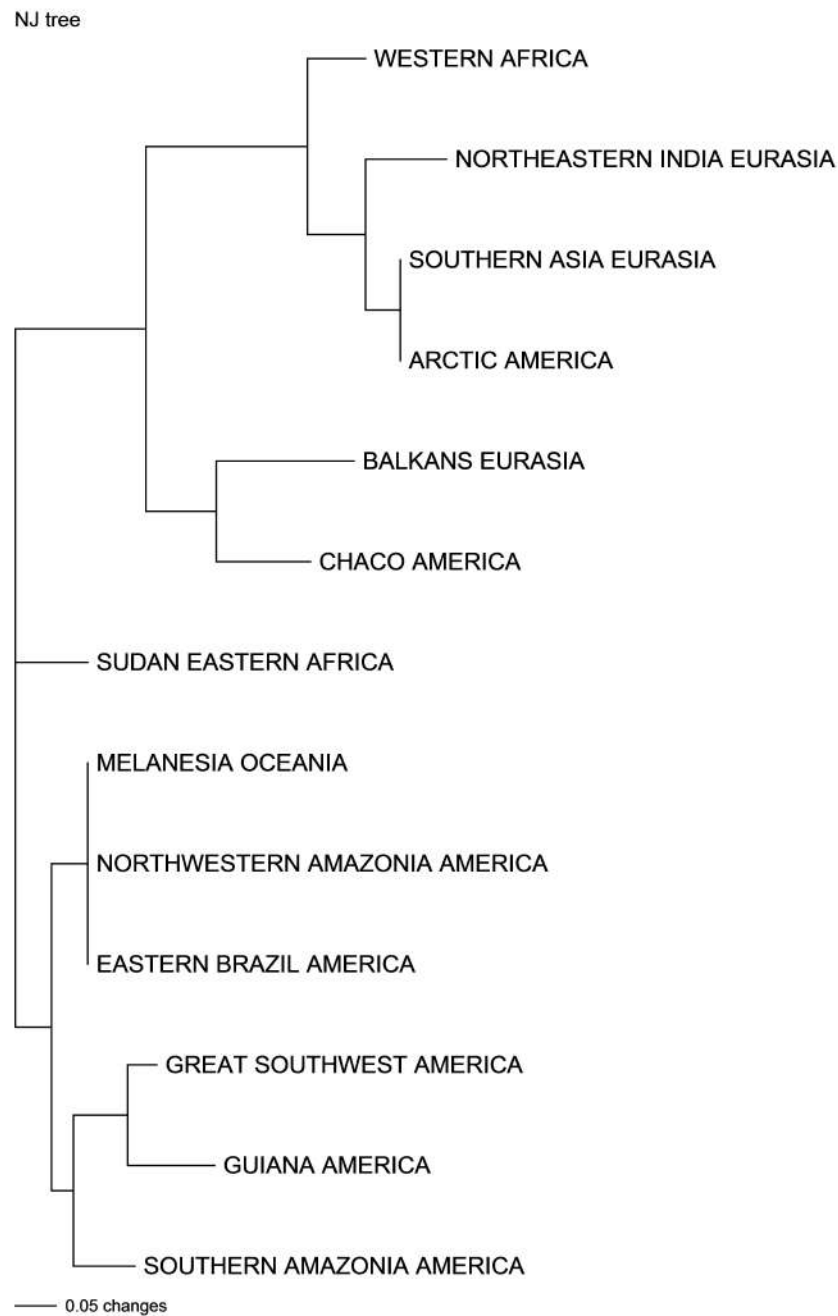 NJ tree
WESTERN AFRICA
NORTHEASTERN INDIA EURASIA
SOUTHERN ASIA EURASIA
ARCTIC AMERICA
BALKANS EURASIA
CHACO AMERICA
SUDAN EASTERN AFRICA
MELANESIA OCEANIA
NORTHWESTERN AMAZONIA AMERICA
EASTERN BRAZIL AMERICA
GREAT SOUTHWEST AMERICA
GUIANA AMERICA
SOUTHERN AMAZONIA AMERICA
0.05 changes